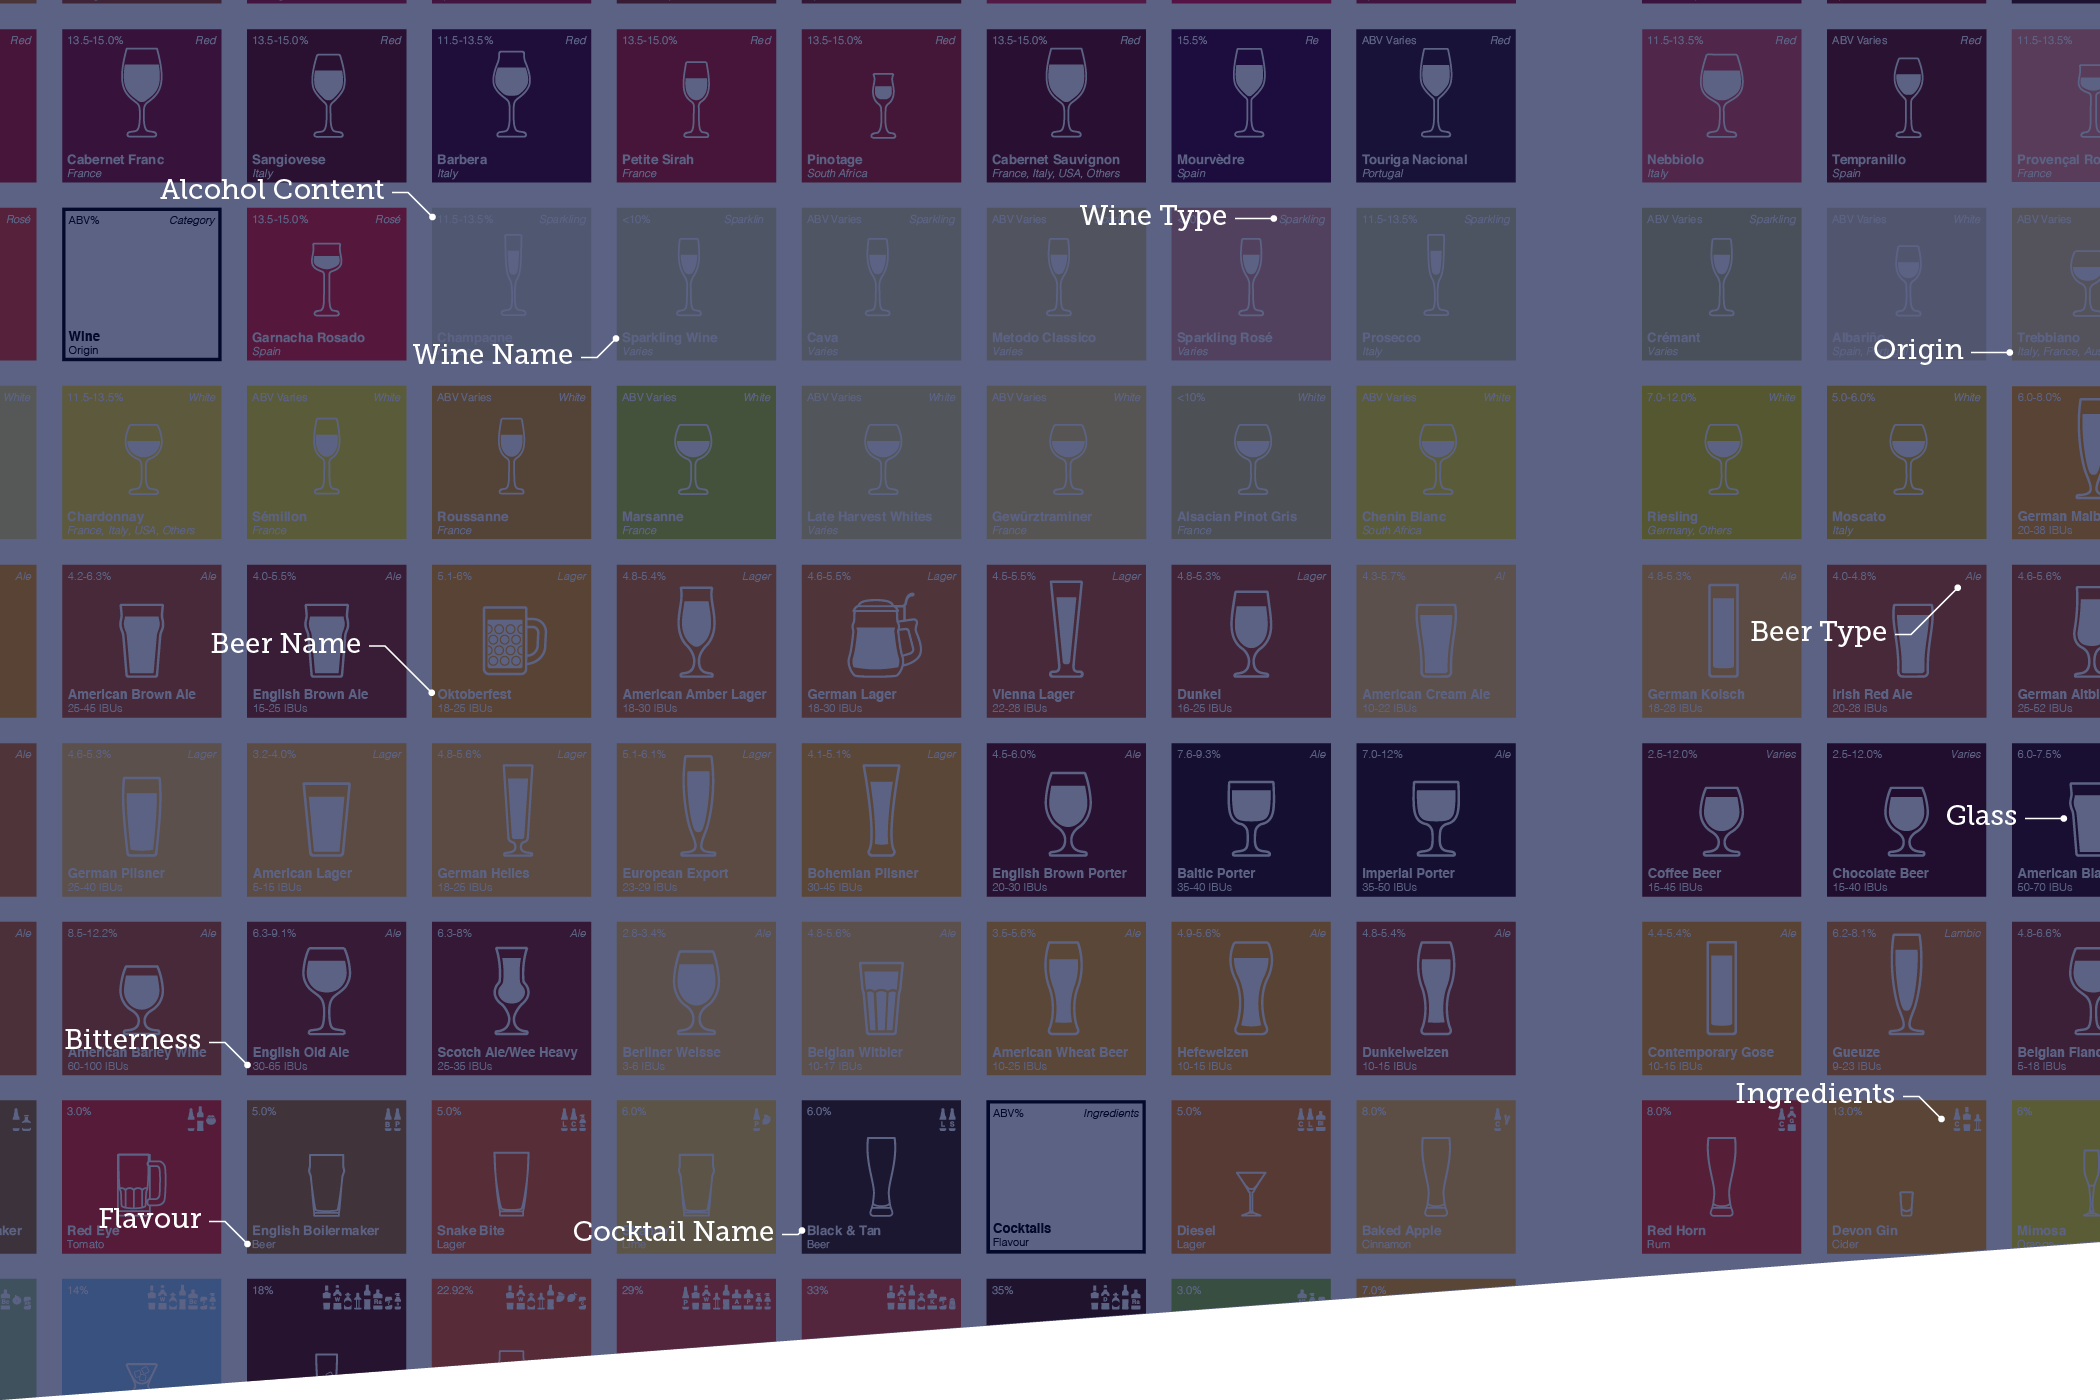 Red
13.5-15.0% Red
13.5-15.0% Red
11.5-13.5% Red
13.5-15.0% Red
13.5-15.0% Red
13.5-15.0% Red
15.5% Re
ABV Varies Red
11.5-13.5% Red
ABV Varies Red
11.5-13.5%
Cabernet Franc
France
Sangiovese
Italy
Barbera
Italy
Petite Sirah
France
Pinotage
South Africa
Cabernet Sauvignon
France, Italy, USA, Others
Mourvèdre
Spain
Touriga Nacional
Portugal
Nebbiolo
Italy
Tempranillo
Spain
Provençal Ro
France
Alcohol Content
Wine Type
Rosé
ABV% Category
13.5-15.0% Rosé
11.5-13.5% Sparkling
<10% Sparklin
ABV Varies Sparkling
ABV Varies
Sparkling
11.5-13.5% Sparkling
ABV Varies Sparkling
ABV Varies White
ABV Varies
Wine
Origin
Garnacha Rosado
Spain
Champagne
Wine Name
Sparkling Wine
Varies
Cava
Varies
Metodo Classico
Varies
Sparkling Rosé
Varies
Prosecco
Italy
Crémant
Varies
Albariño
Spain,
Origin
Trebbiano
Italy, France, Au
White
11.5-13.5% White
ABV Varies White
ABV Varies White
ABV Varies White
ABV Varies White
ABV Varies White
<10% White
ABV Varies White
7.0-12.0% White
5.0-6.0% White
6.0-8.0%
Chardonnay
France, Italy, USA, Others
Sémillon
France
Roussanne
France
Marsanne
France
Late Harvest Whites
Varies
Gewürztraminer
France
Alsacian Pinot Gris
France
Chenin Blanc
South Africa
Riesling
Germany, Others
Moscato
Italy
German Maib
20-38 IBUs
Ale
4.2-6.3% Ale
4.0-5.5% Ale
5.1-6% Lager
4.8-5.4% Lager
4.6-5.5% Lager
4.5-5.5% Lager
4.8-5.3% Lager
4.3-5.7% Al
4.8-5.3% Ale
4.0-4.8% Ale
4.6-5.6%
Beer Name
Beer Type
American Brown Ale
25-45 IBUs
English Brown Ale
15-25 IBUs
Oktoberfest
18-25 IBUs
American Amber Lager
18-30 IBUs
German Lager
18-30 IBUs
Vienna Lager
22-28 IBUs
Dunkel
16-25 IBUs
American Cream Ale
10-22 IBUs
German Kolsch
18-28 IBUs
Irish Red Ale
20-28 IBUs
German Altbi
25-52 IBUs
Ale
4.6-5.3% Lager
3.2-4.0% Lager
4.8-5.6% Lager
5.1-6.1% Lager
4.1-5.1% Lager
4.5-6.0% Ale
7.6-9.3% Ale
7.0-12% Ale
2.5-12.0% Varies
2.5-12.0% Varies
6.0-7.5%
Glass
German Pilsner
25-40 IBUs
American Lager
5-15 IBUs
German Helles
18-25 IBUs
European Export
23-29 IBUs
Bohemian Pilsner
30-45 IBUs
English Brown Porter
20-30 IBUs
Baltic Porter
35-40 IBUs
Imperial Porter
35-50 IBUs
Coffee Beer
15-45 IBUs
Chocolate Beer
15-40 IBUs
American Bla
50-70 IBUs
Ale
8.5-12.2% Ale
6.3-9.1% Ale
6.3-8% Ale
2.8-3.4% Ale
4.8-5.6% Ale
3.5-5.6% Ale
4.9-5.6% Ale
4.8-5.4% Ale
4.4-5.4% Ale
6.2-8.1% Lambic
4.8-6.6%
Bitterness
American Barley Wine
60-100 IBUs
English Old Ale
30-65 IBUs
Scotch Ale/Wee Heavy
25-35 IBUs
Berliner Weisse
3-6 IBUs
Belgian Witbier
10-17 IBUs
American Wheat Beer
10-25 IBUs
Hefeweizen
10-15 IBUs
Dunkelweizen
10-15 IBUs
Contemporary Gose
10-15 IBUs
Gueuze
9-23 IBUs
Belgian Fland
5-18 IBUs
Ingredients
3.0%
5.0% B P
5.0% L C
6.0%
6.0% L S
ABV% Ingredients
5.0% C L
8.0%
8.0%
13.0%
8%
Flavour
Cocktail Name
ker
Red Eye
Tomato
English Boilermaker
Beer
Snake Bite
Lager
Black & Tan
Beer
Cocktails
Flavour
Diesel
Lager
Baked Apple
Cinnamon
Red Horn
Rum
Devon Gin
Cider
Mimosa
14%
18%
22.92%
29%
33%
35%
3.0%
7.0%